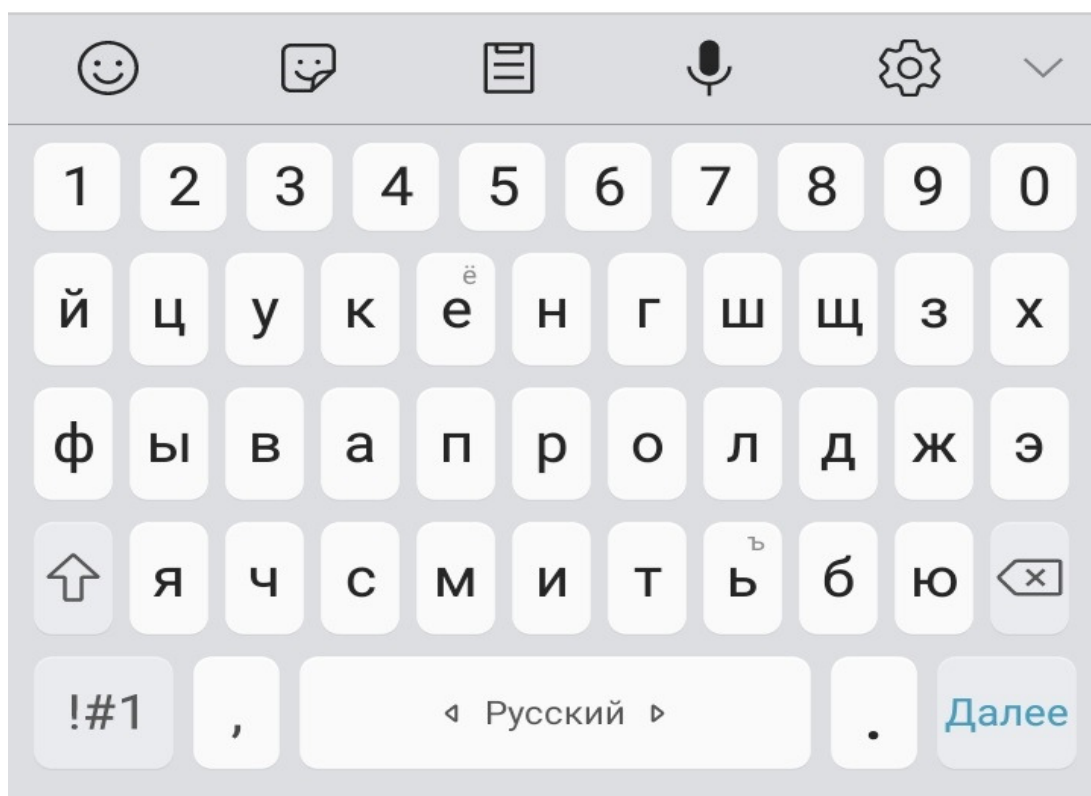 1 2 3 4 5 6 7 8 9 0
й ц у к е ё н г ш щ з х
ф ы в а п р о л д ж э
я ч с м и т ь ъ б ю
!#1 , Русский . Далее